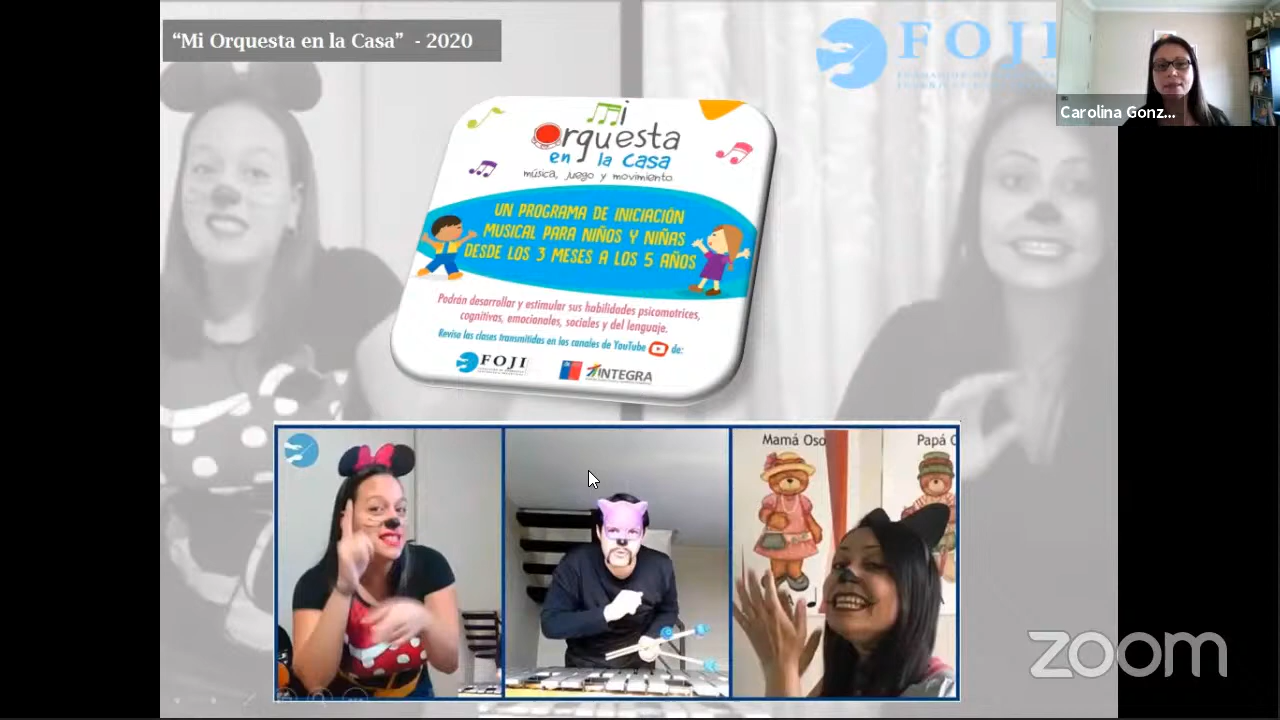 “Mi Orquesta en la Casa” - 2020
FOJI
Carolina Gonz...
mi
Orquesta
en la casa
música, juego y movimiento
UN PROGRAMA DE INICIACIÓN
MUSICAL PARA NIÑOS Y NIÑAS
DESDE LOS 3 MESES A LOS 5 AÑOS
Podrán desarrollar y estimular sus habilidades psicomotrices,
cognitivas, emocionales, sociales y del lenguaje.
Revisa las clases transmitidas en los canales de YouTube de:
FOJI
INTEGRA
Mamá Oso
Papá O
zoom